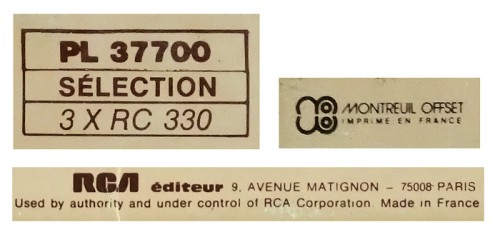 PL 37700
SÉLECTION
3 X RC 330
MONTREUIL OFFSET
IMPRIME EN FRANCE
RCA éditeur 9, AVENUE MATIGNON – 75008 PARIS
Used by authority and under control of RCA Corporation. Made in France